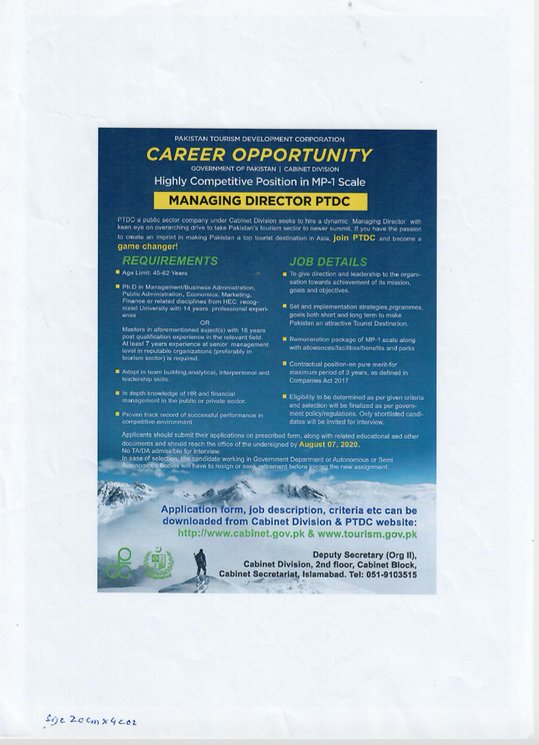 PAKISTAN TOURISM DEVELOPMENT CORPORATION
CAREER OPPORTUNITY
GOVERNMENT OF PAKISTAN | CABINET DIVISION
Highly Competitive Position in MP-1 Scale
MANAGING DIRECTOR PTDC
PTDC a public sector company under Cabinet Division seeks to hire a dynamic Managing Director with
keen eye on overarching drive to take Pakistan's tourism sector to newer summit. If you have the passion
to create an imprint in making Pakistan a top tourist destination in Asia, join PTDC and become a
game changer!
REQUIREMENTS
Age Limit: 45-62 Years
Ph.D in Management/Business Administration,
Public Administration, Economics, Marketing,
Finance or related disciplines from HEC recog-
nized University with 14 years professional experi-
ence
OR
Masters in aforementioned suject(s) with 18 years
post qualification experience in the relevant field.
At least 7 years experience at senior management
level in reputable organizations (preferably in
tourism sector) is required.
Adept in team building,analytical, interpersonal and
leadership skills.
In depth knowledge of HR and financial
management in the public or private sector.
Proven track record of successful performance in
competitive environment
JOB DETAILS
To give direction and leadership to the organi-
sation towards achievement of its mission,
goals and objectives.
Set and implementation strategies,prgrammes,
goals both short and long term to make
Pakistan an attractive Tourist Destination.
Remuneration package of MP-1 scale along
with allowances/facilities/benefits and perks
Contractual position-on pure merit-for
maximum period of 3 years, as defined in
Companies Act 2017
Eligibility to be determined as per given criteria
and selection will be finalized as per govern-
ment policy/regulations. Only shortlisted candi-
dates will be invited for interview.
Applicants should submit their applications on prescribed form, along with related educational and other
documents and should reach the office of the undersigned by August 07, 2020.
No TA/DA admissible for interview.
In case of selection, the candidate working in Government Department or Autonomous or Semi
Autonomous Bodies will have to resign or seek retirement before joining the new assignment.
Application form, job description, criteria etc can be
downloaded from Cabinet Division & PTDC website:
http://www.cabinet.gov.pk & www.tourism.gov.pk
Deputy Secretary (Org II),
Cabinet Division, 2nd floor, Cabinet Block,
Cabinet Secretariat, Islamabad. Tel: 051-9103515
Size 20cm x 4col